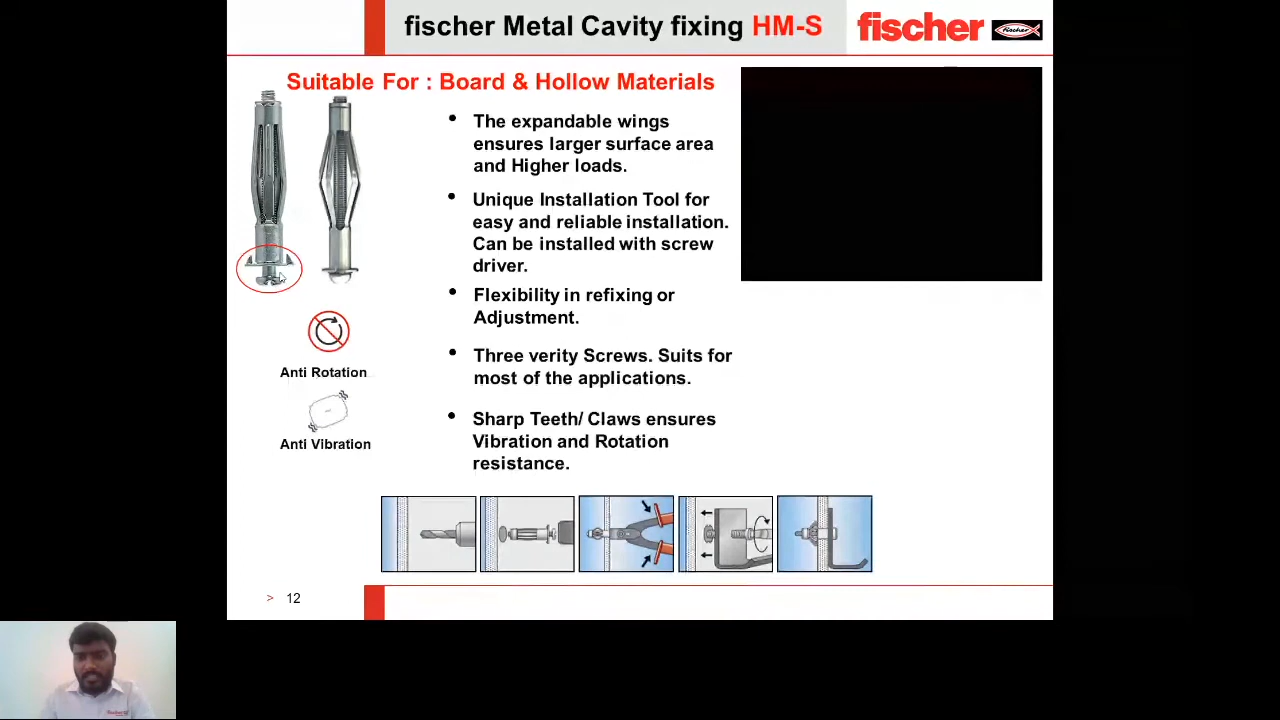 fischer Metal Cavity fixing HM-S
fischer
fischer
Suitable For : Board & Hollow Materials
The expandable wings
ensures larger surface area
and Higher loads.
Unique Installation Tool for
easy and reliable installation.
Can be installed with screw
driver.
Flexibility in refixing or
Adjustment.
Three verity Screws. Suits for
most of the applications.
Sharp Teeth/ Claws ensures
Vibration and Rotation
resistance.
Anti Rotation
Anti Vibration
> 12
fischer